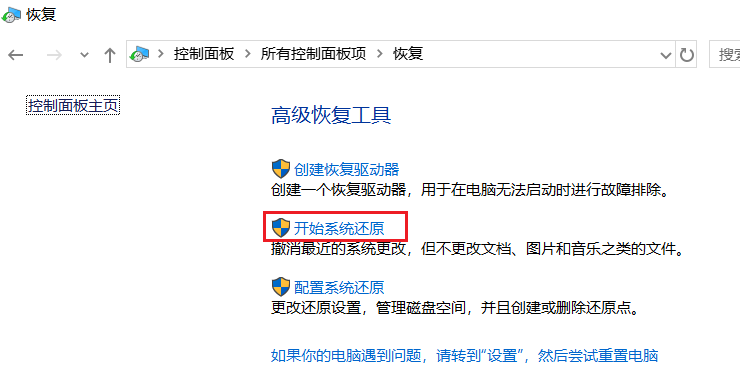 恢复
控制面板 > 所有控制面板项 > 恢复
搜索
控制面板主页
高级恢复工具
创建恢复驱动器
创建一个恢复驱动器，用于在电脑无法启动时进行故障排除。
开始系统还原
撤消最近的系统更改，但不更改文档、图片和音乐之类的文件。
配置系统还原
更改还原设置，管理磁盘空间，并且创建或删除还原点。
如果你的电脑遇到问题，请转到“设置”，然后尝试重置电脑